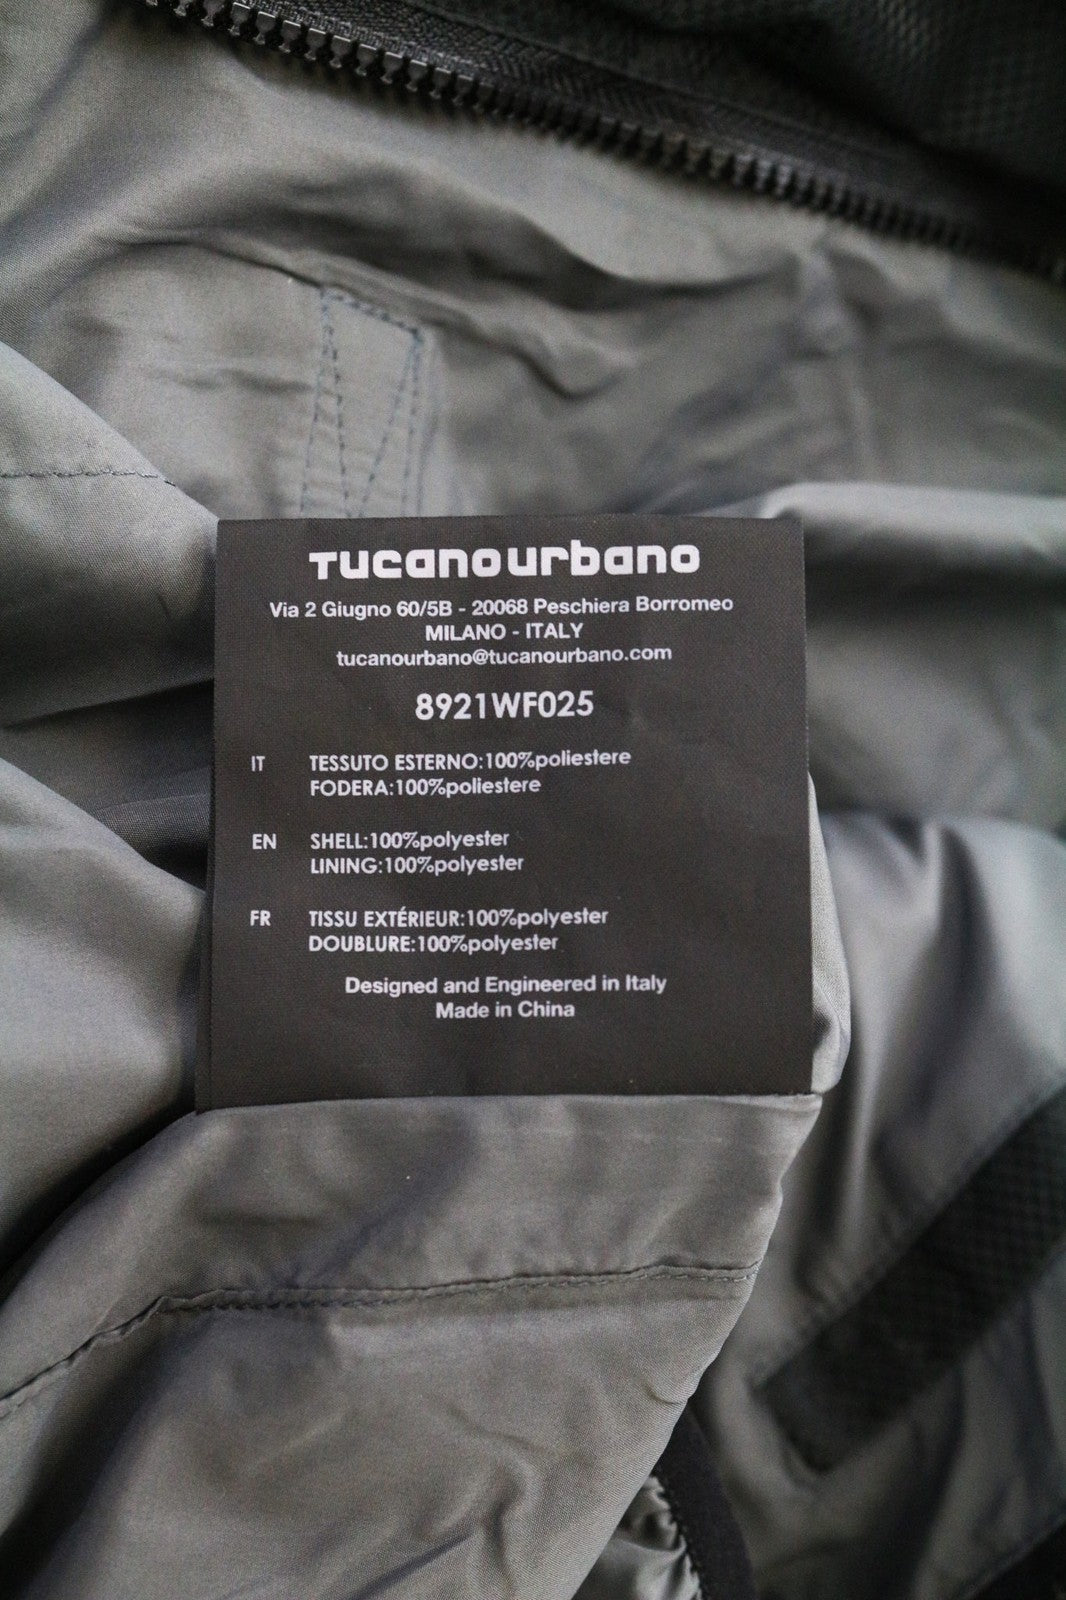 Tucanourbano
Via 2 Giugno 60/5B - 20068 Peschiera Borromeo
MILANO - ITALY
tucanourbano@tucanourbano.com
8921WF025
IT TESSUTO ESTERNO:100%poliestere
FODERA:100%poliestere
EN SHELL:100%polyester
LINING:100%polyester
FR TISSU EXTÉRIEUR:100%polyester
DOUBLURE:100%polyester
Designed and Engineered in Italy
Made in China